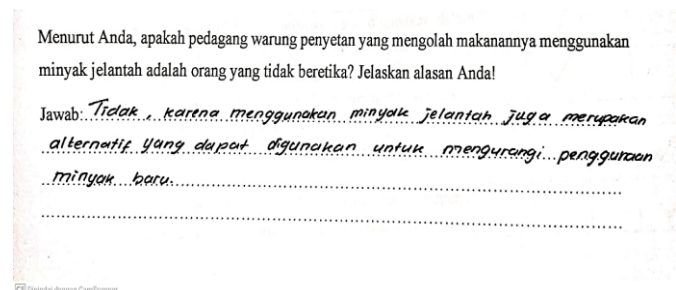 Menurut Anda, apakah pedagang warung penyetan yang mengolah makanannya menggunakan
minyak jelantah adalah orang yang tidak beretika? Jelaskan alasan Anda!
Jawab: Tidak, karena menggunakan minyak jelantah juga merupakan
alternatif yang dapat digunakan untuk mengurangi penggunaan
minyak baru.